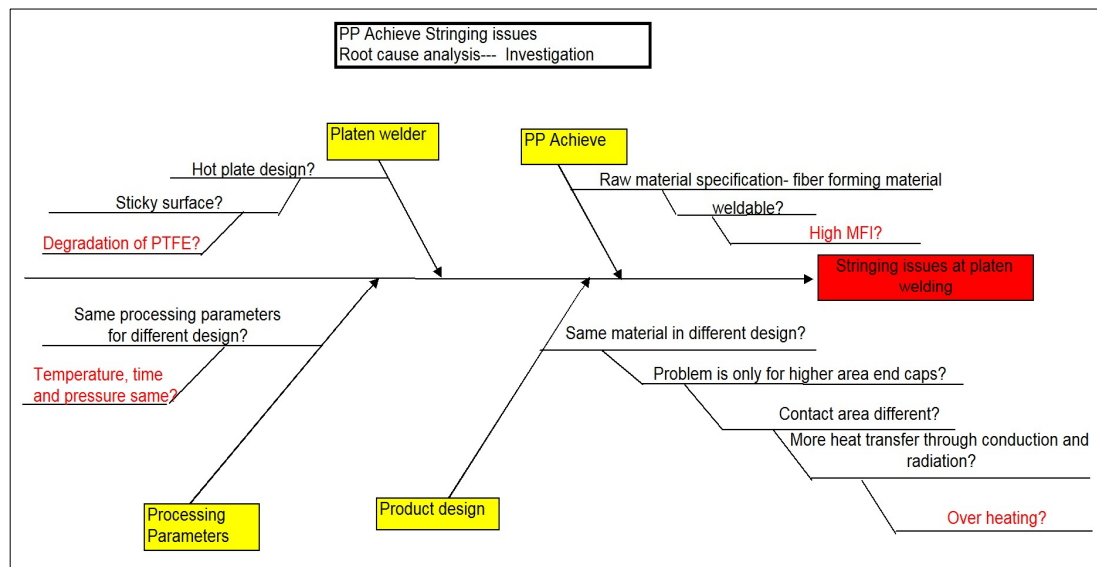 PP Achieve Stringing issues
Root cause analysis--- Investigation
Platen welder
PP Achieve
Hot plate design?
Sticky surface?
Degradation of PTFE?
Raw material specification- fiber forming material
weldable?
High MFI?
Stringing issues at platen
welding
Same processing parameters
for different design?
Temperature, time
and pressure same?
Same material in different design?
Problem is only for higher area end caps?
Contact area different?
More heat transfer through conduction and
radiation?
Over heating?
Processing
Parameters
Product design